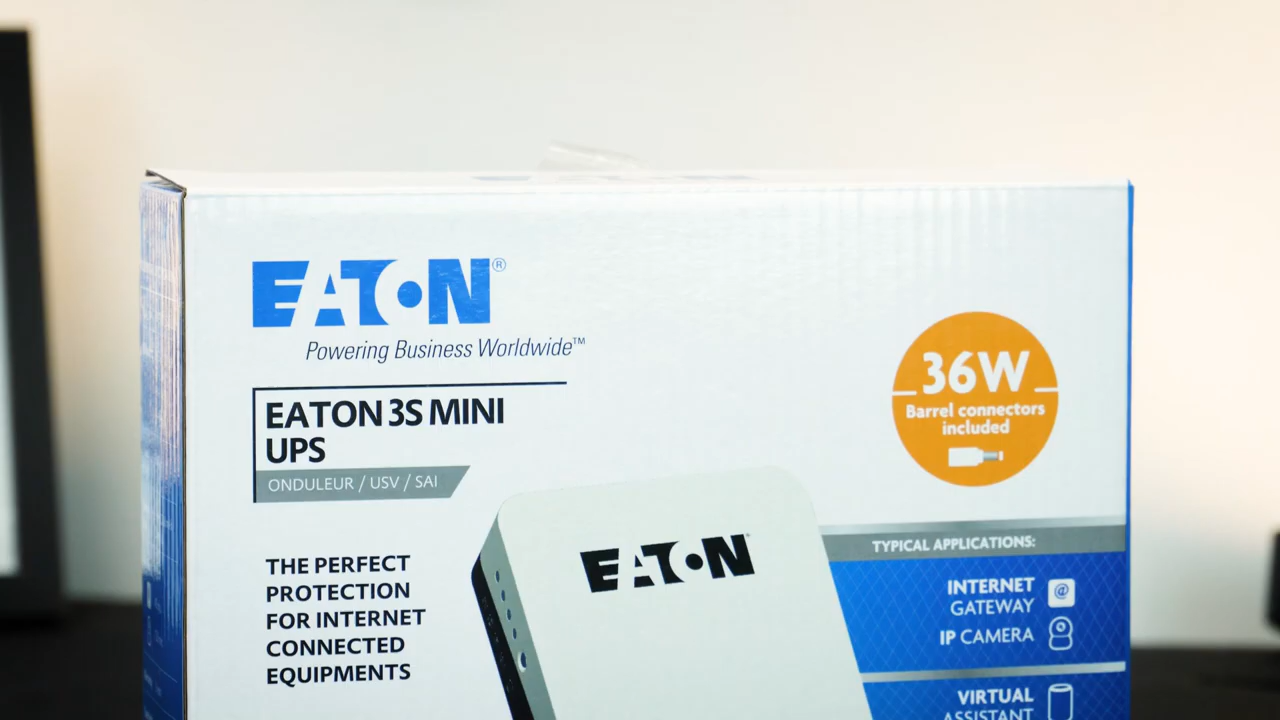 EATON®
Powering Business Worldwide™
EATON 3S MINI
UPS
ONDULEUR / USV / SAI
THE PERFECT
PROTECTION
FOR INTERNET
CONNECTED
EQUIPMENTS
EATON
36W
Barrel connectors
included
TYPICAL APPLICATIONS:
INTERNET
GATEWAY
IP CAMERA
VIRTUAL
ASSISTANT